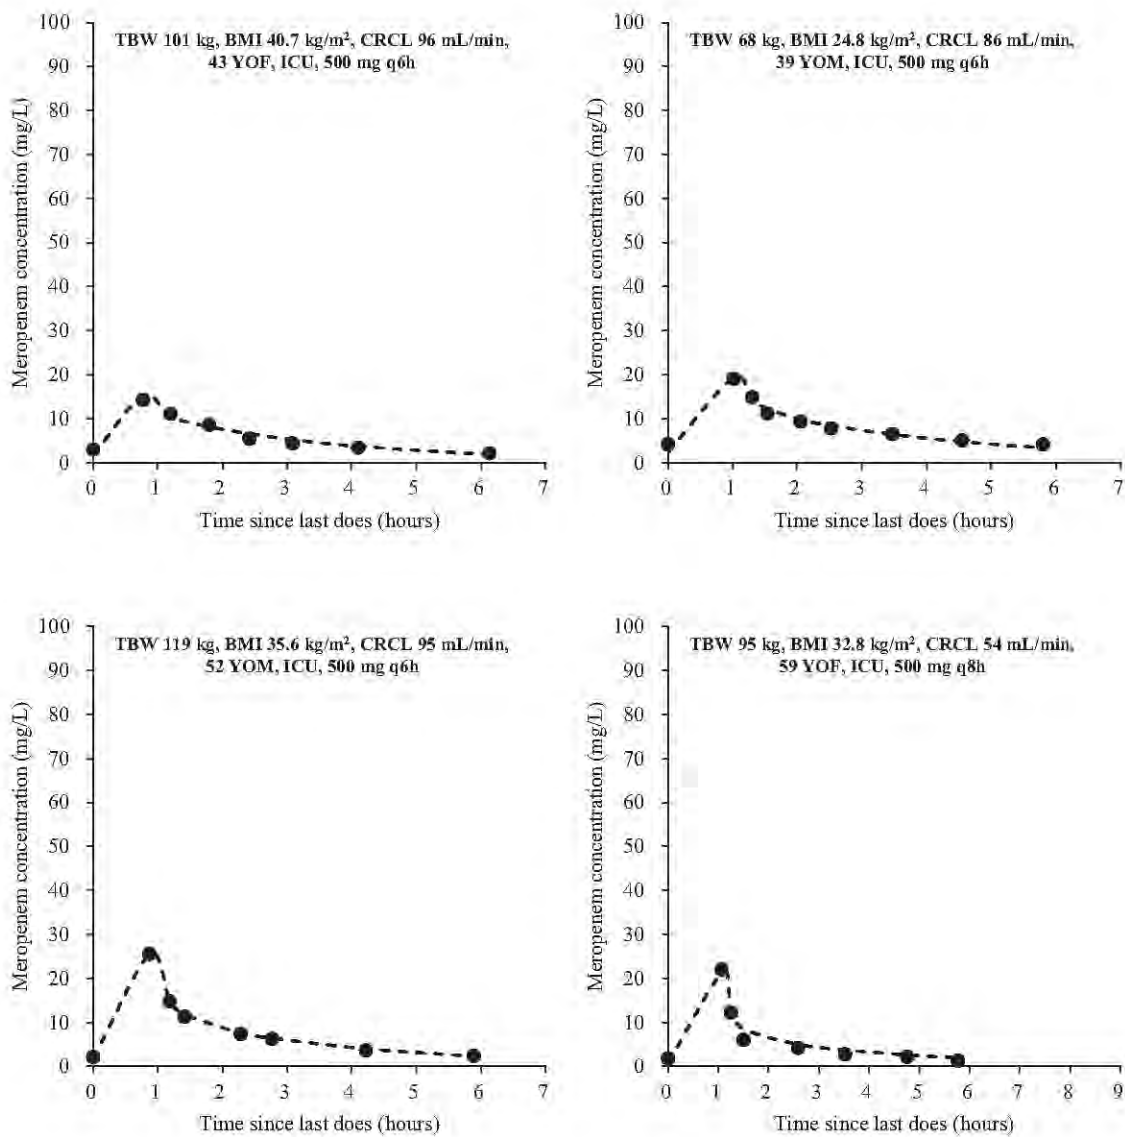 TBW 101 kg, BMI 40.7 kg/m², CRCL 96 mL/min,
43 YOF, ICU, 500 mg q6h
Meropenem concentration (mg/L)
100
90
80
70
60
50
40
30
20
10
0
0 1 2 3 4 5 6 7
Time since last does (hours)
TBW 68 kg, BMI 24.8 kg/m², CRCL 86 mL/min,
39 YOM, ICU, 500 mg q6h
Meropenem concentration (mg/L)
100
90
80
70
60
50
40
30
20
10
0
0 1 2 3 4 5 6 7
Time since last does (hours)
TBW 119 kg, BMI 35.6 kg/m², CRCL 95 mL/min,
52 YOM, ICU, 500 mg q6h
Meropenem concentration (mg/L)
100
90
80
70
60
50
40
30
20
10
0
0 1 2 3 4 5 6 7
Time since last does (hours)
TBW 95 kg, BMI 32.8 kg/m², CRCL 54 mL/min,
59 YOF, ICU, 500 mg q8h
Meropenem concentration (mg/L)
100
90
80
70
60
50
40
30
20
10
0
0 1 2 3 4 5 6 7 8 9
Time since last does (hours)